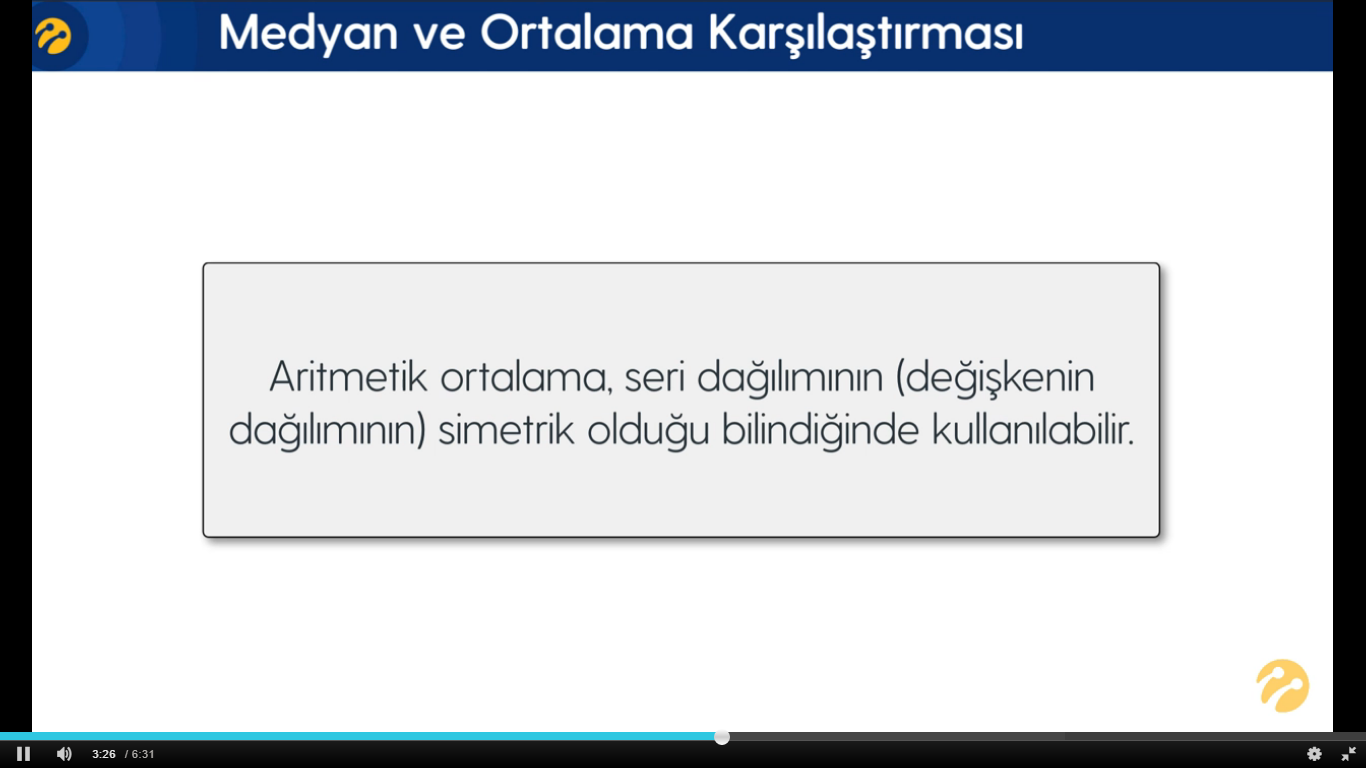 Medyan ve Ortalama Karşılaştırması
Aritmetik ortalama, seri dağılımının (değişkenin
dağılımının) simetrik olduğu bilindiğinde kullanılabilir.
3:26 / 6:31